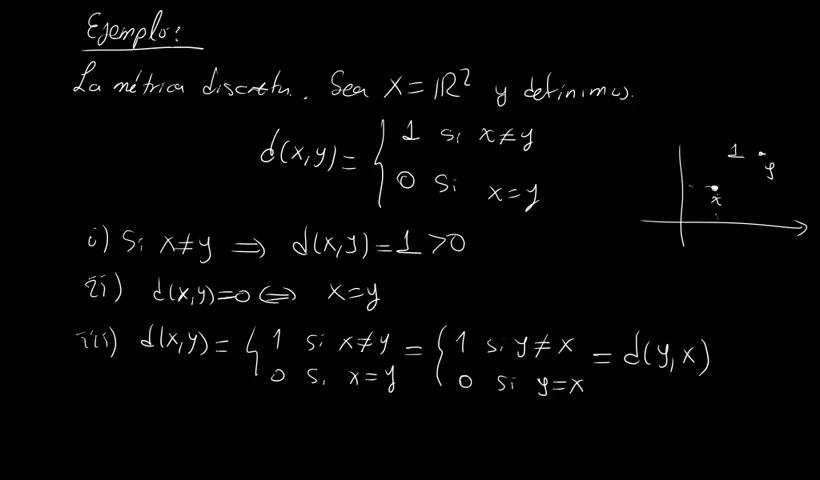 Ejemplo:
La métrica discreta. Sea X = ℝ² y definimos.
d(x,y) = { 1 si x≠y
0 si x=y
1
y
x
i) Si x≠y ⟹ d(x,y) = 1 > 0
ii) d(x,y)=0 ⟺ x=y
iii) d(x,y) = { 1 si x≠y = { 1 si y≠x = d(y,x)
0 si x=y 0 si y=x